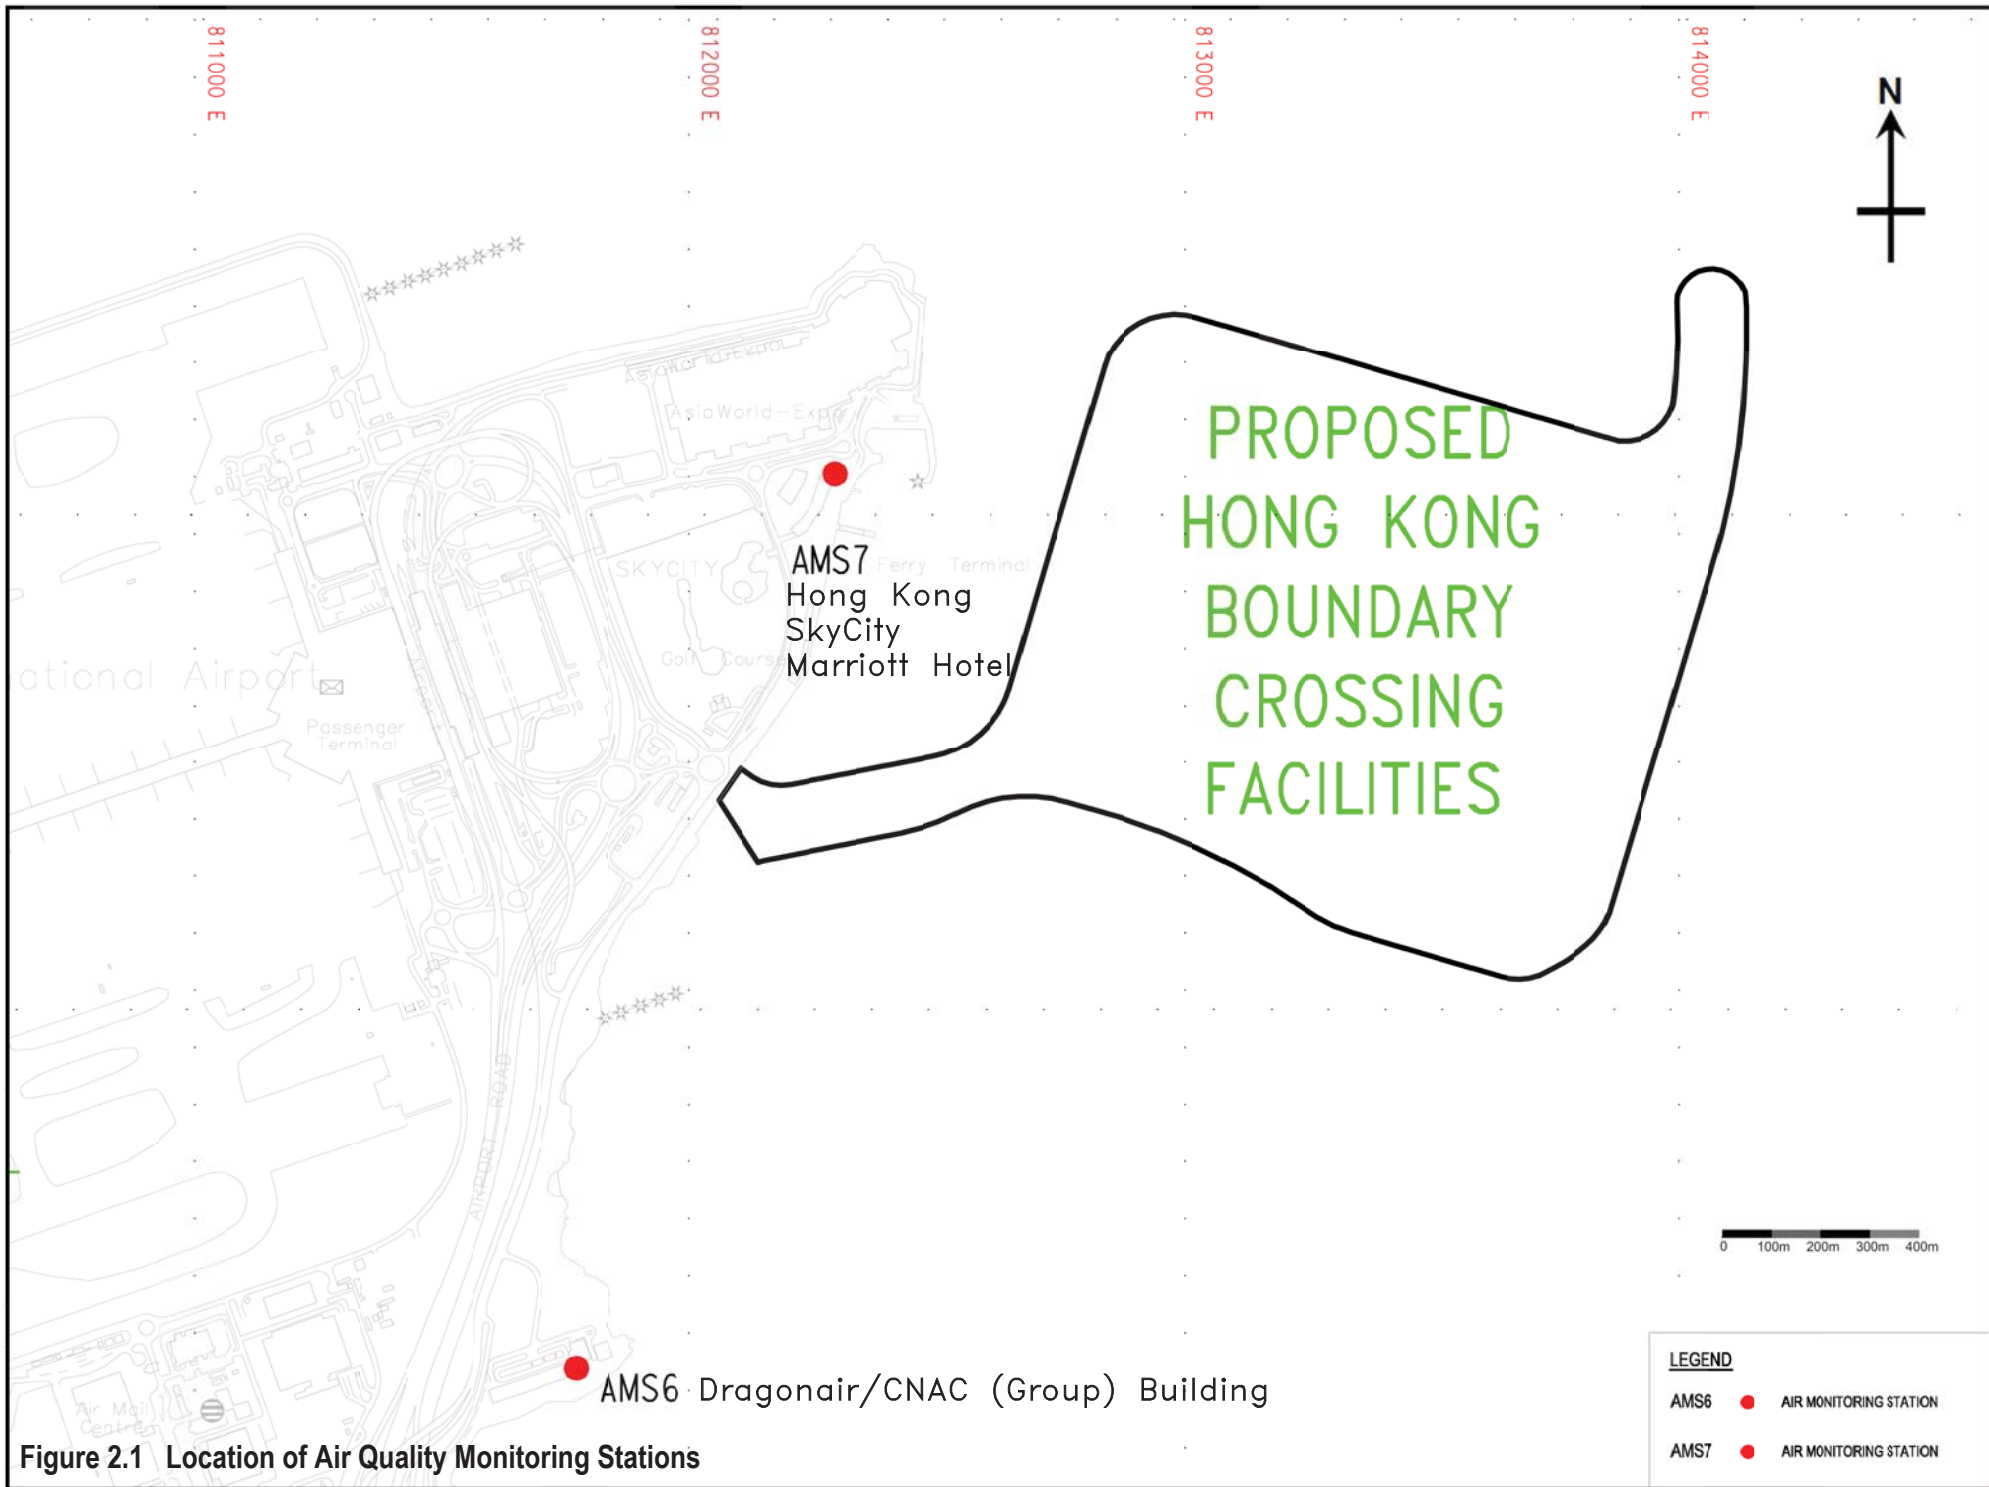 811000 E
812000 E
813000 E
814000 E
N
AsiaWorld-Expo
AsiaWorld-Expo
PROPOSED
HONG KONG
BOUNDARY
CROSSING
FACILITIES
AMS7
Ferry Terminal
SKYCITY
Hong Kong
SkyCity
Marriott Hotel
Golf Course
ational Airport
Passenger
Terminal
AIRPORT ROAD
0 100m 200m 300m 400m
AMS6 Dragonair/CNAC (Group) Building
Air Mail
Centre
LEGEND
AMS6 AIR MONITORING STATION
AMS7 AIR MONITORING STATION
Figure 2.1 Location of Air Quality Monitoring Stations